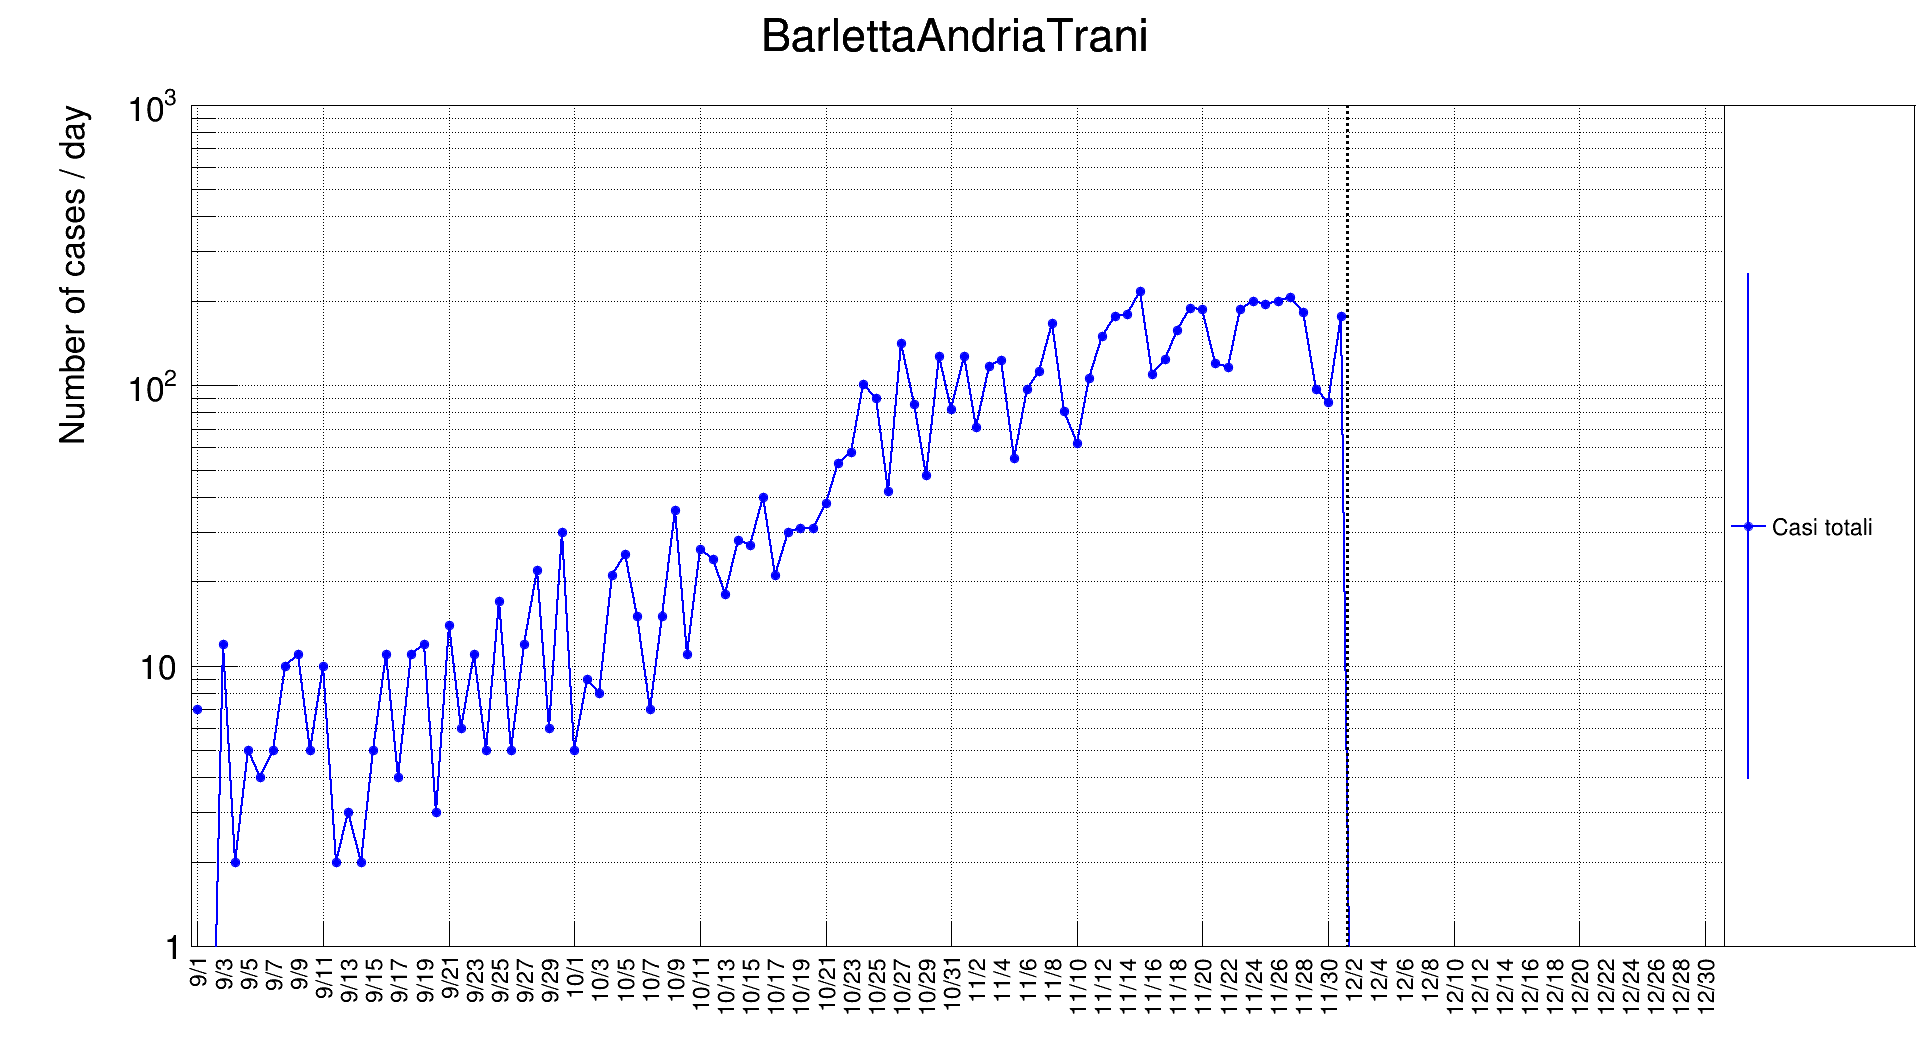 BarlettaAndriaTrani
Number of cases / day
10³
10²
10
1
9/1 9/3 9/5 9/7 9/9 9/11 9/13 9/15 9/17 9/19 9/21 9/23 9/25 9/27 9/29 10/1 10/3 10/5 10/7 10/9 10/11 10/13 10/15 10/17 10/19 10/21 10/23 10/25 10/27 10/29 10/31 11/2 11/4 11/6 11/8 11/10 11/12 11/14 11/16 11/18 11/20 11/22 11/24 11/26 11/28 11/30 12/2 12/4 12/6 12/8 12/10 12/12 12/14 12/16 12/18 12/20 12/22 12/24 12/26 12/28 12/30
Casi totali